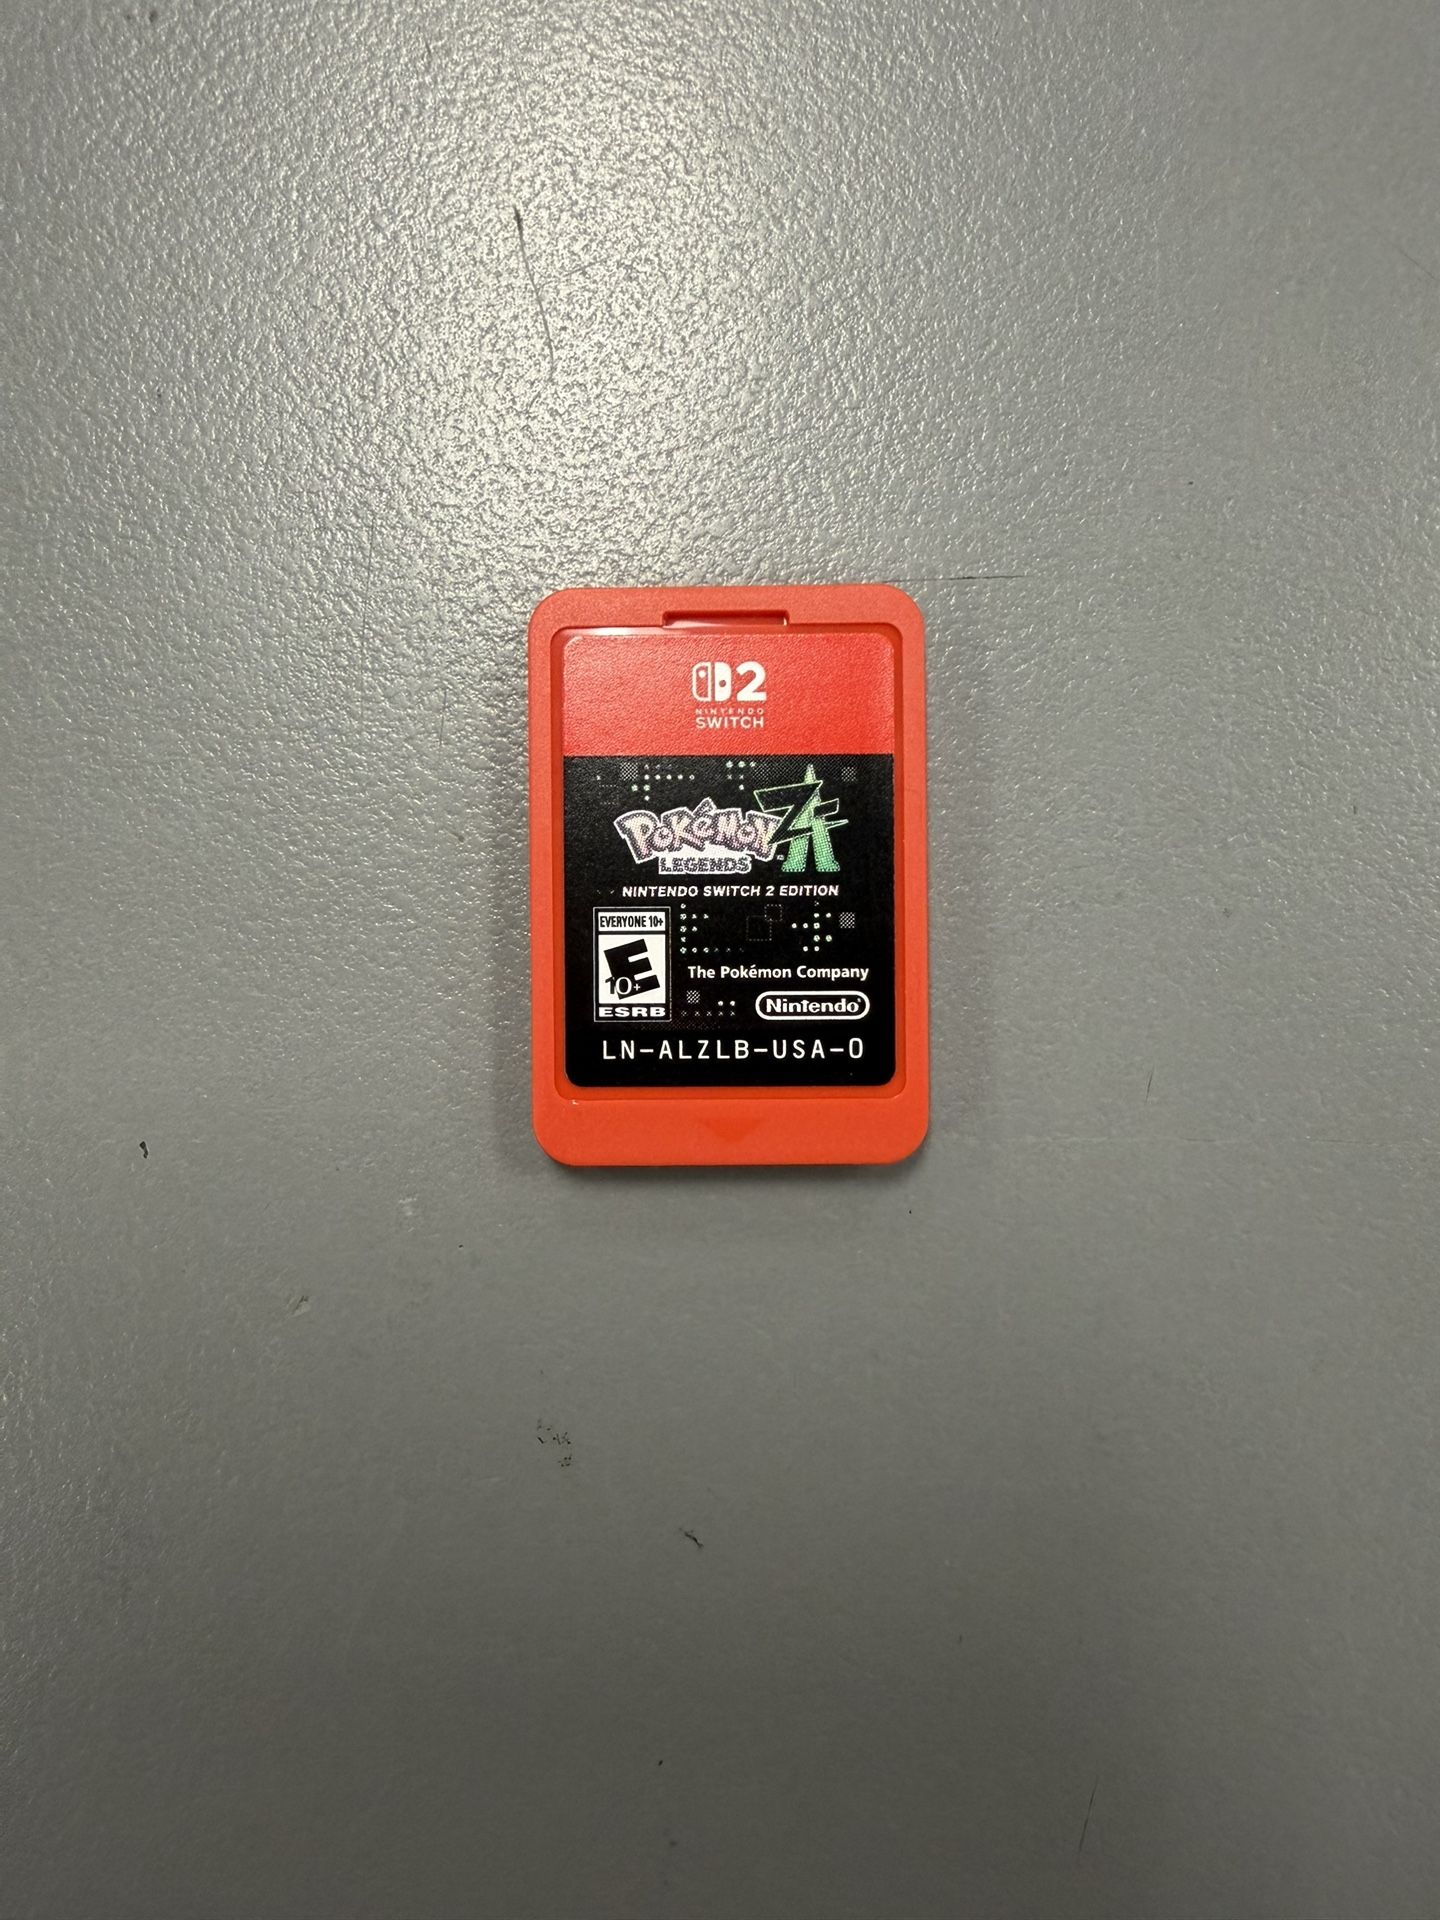 2
NINTENDO
SWITCH
POKéMON
LEGENDS
ZA
NINTENDO SWITCH 2 EDITION
EVERYONE 10+
E
10+
ESRB
The Pokémon Company
Nintendo®
LN-ALZLB-USA-0